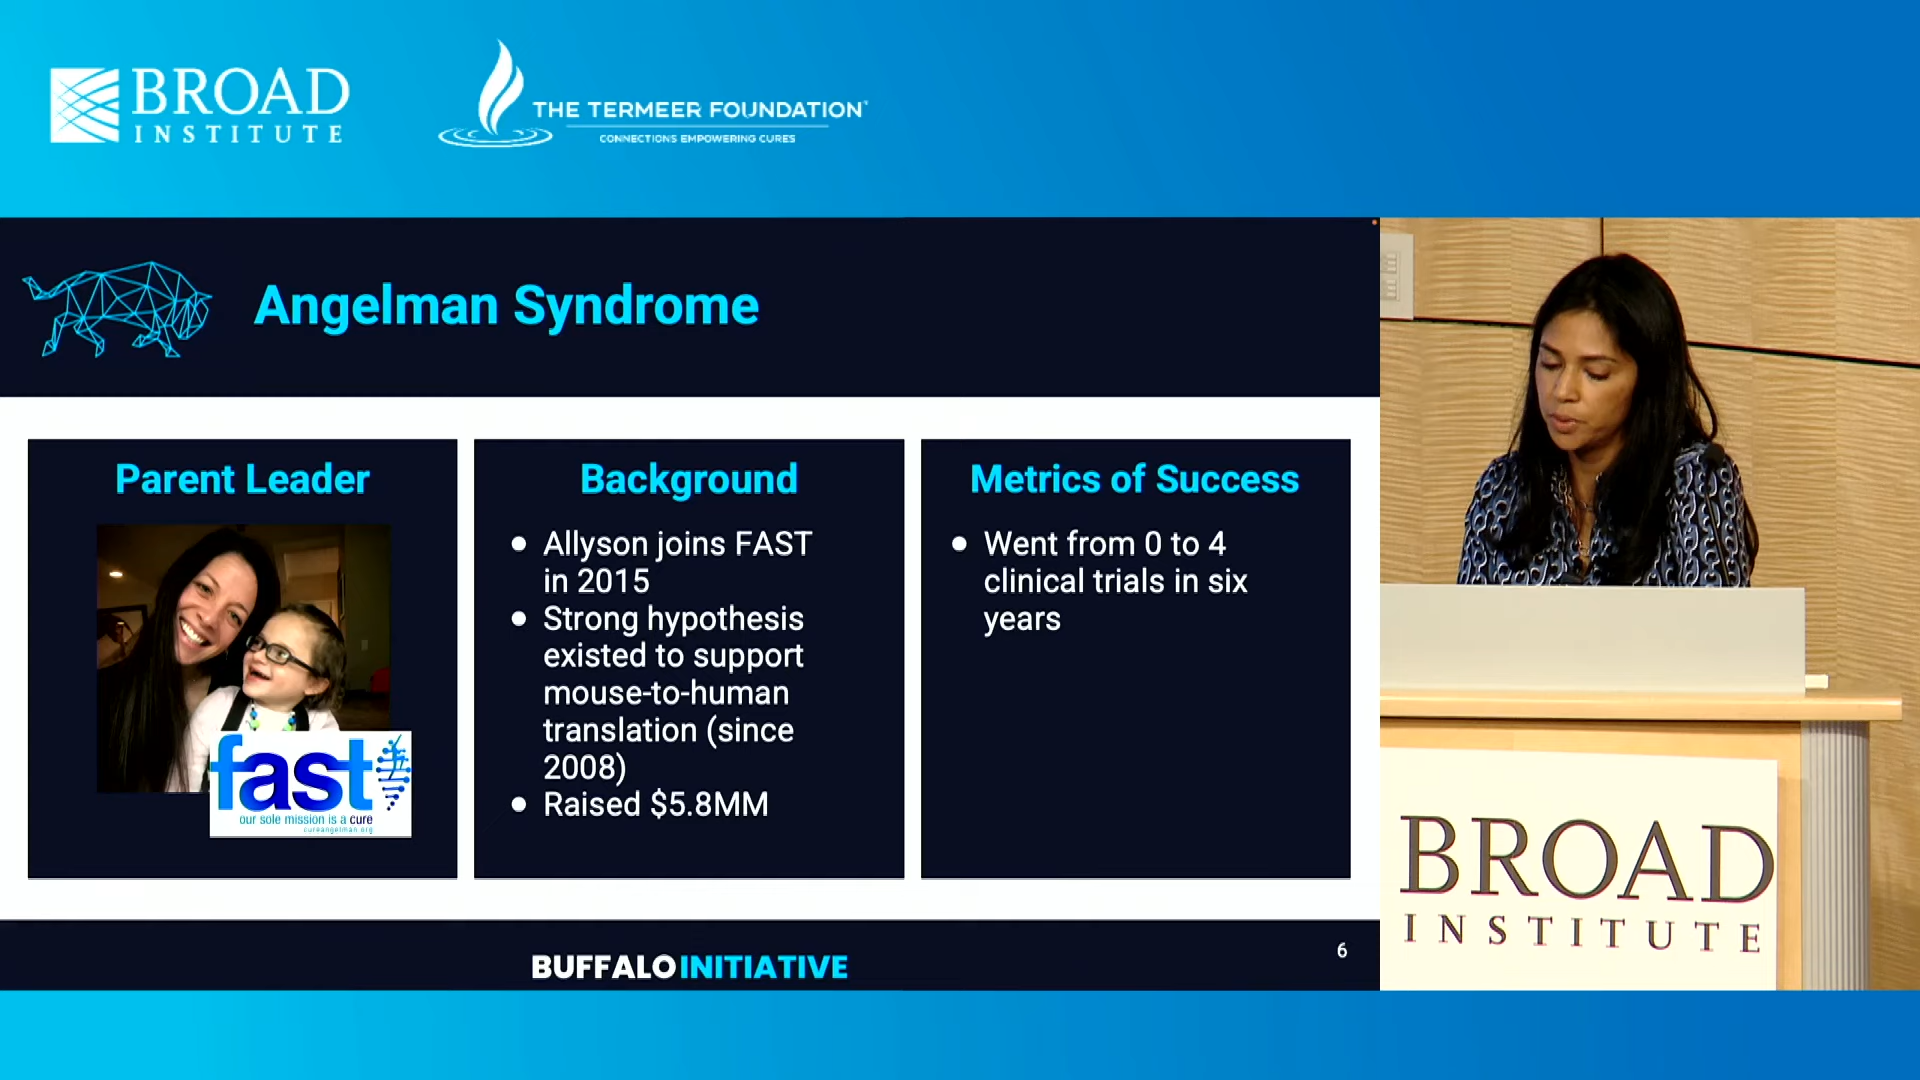 BROAD
INSTITUTE
THE TERMEER FOUNDATION
CONNECTIONS EMPOWERING CURES
Angelman Syndrome
Parent Leader
fast
our sole mission is a cure
cureangelman.org
Background
• Allyson joins FAST
in 2015
• Strong hypothesis
existed to support
mouse-to-human
translation (since
2008)
• Raised $5.8MM
Metrics of Success
• Went from 0 to 4
clinical trials in six
years
BUFFALO INITIATIVE
6
BROAD
INSTITUTE